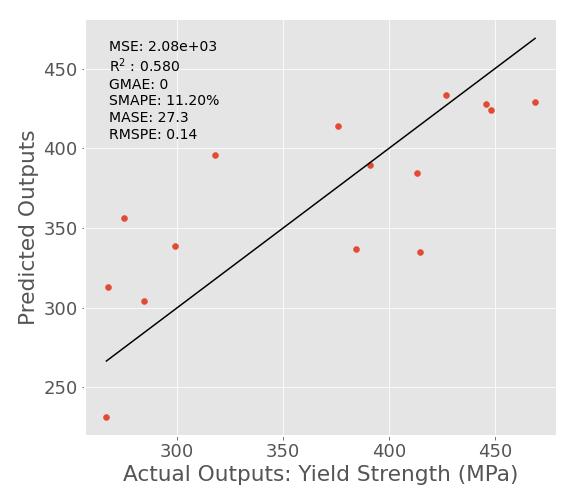 MSE: 2.08e+03
R² : 0.580
GMAE: 0
SMAPE: 11.20%
MASE: 27.3
RMSPE: 0.14
450
400
350
300
250
Predicted Outputs
300 350 400 450
Actual Outputs: Yield Strength (MPa)